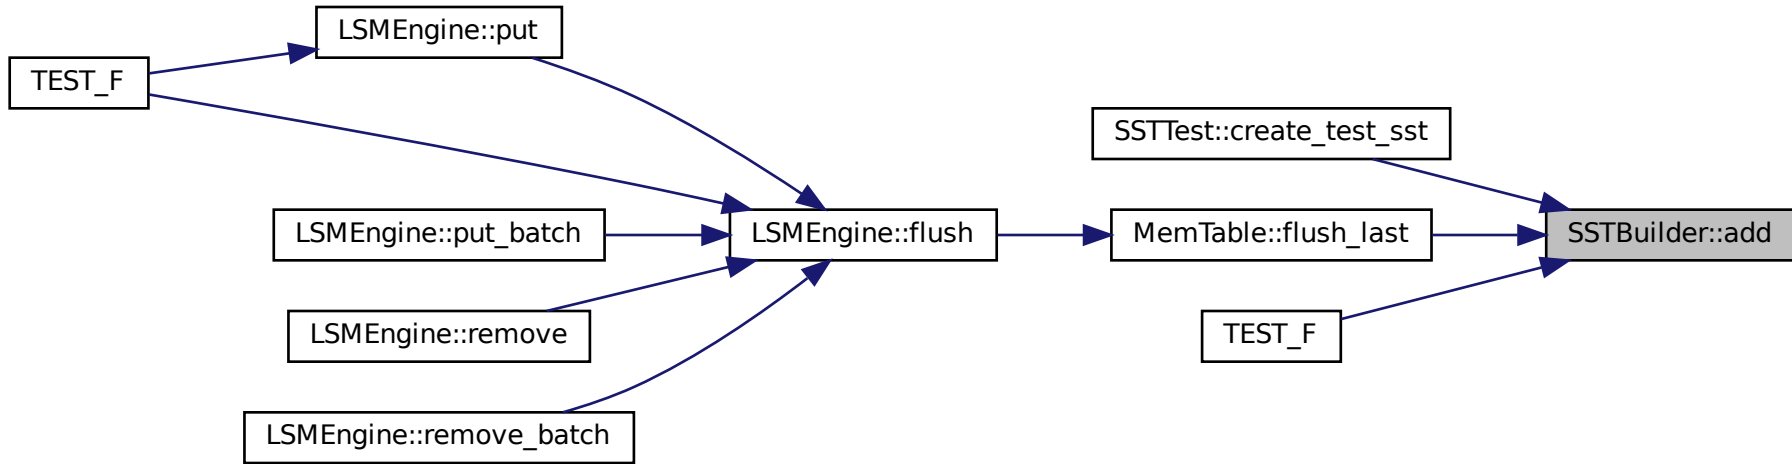 LSMEngine::put
TEST_F
SSTTest::create_test_sst
LSMEngine::put_batch
LSMEngine::flush
MemTable::flush_last
SSTBuilder::add
LSMEngine::remove
TEST_F
LSMEngine::remove_batch